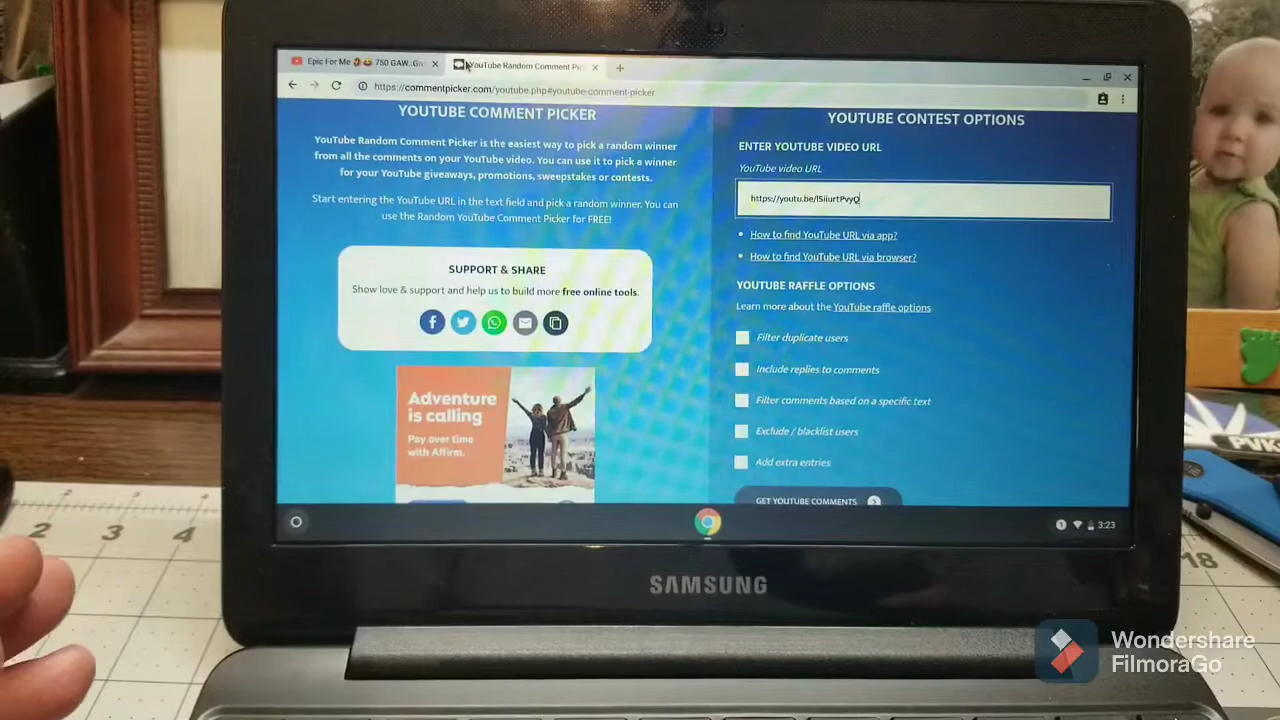 Epic For Me 750 GAW..Giv
YouTube Random Comment Pic
https://commentpicker.com/youtube.php#youtube-comment-picker
YOUTUBE COMMENT PICKER
YouTube Random Comment Picker is the easiest way to pick a random winner
from all the comments on your YouTube video. You can use it to pick a winner
for your YouTube giveaways, promotions, sweepstakes or contests.
Start entering the YouTube URL in the text field and pick a random winner. You can
use the Random YouTube Comment Picker for FREE!
SUPPORT & SHARE
Show love & support and help us to build more free online tools.
Adventure
is calling
Pay over time
with Affirm.
YOUTUBE CONTEST OPTIONS
ENTER YOUTUBE VIDEO URL
YouTube video URL
How to find YouTube URL via app?
How to find YouTube URL via browser?
YOUTUBE RAFFLE OPTIONS
Learn more about the YouTube raffle options
Filter duplicate users
Include replies to comments
Filter comments based on a specific text
Exclude / blacklist users
Add extra entries
GET YOUTUBE COMMENTS
3:23
SAMSUNG
2 3 4
18
PVK
Wondershare
FilmoraGo